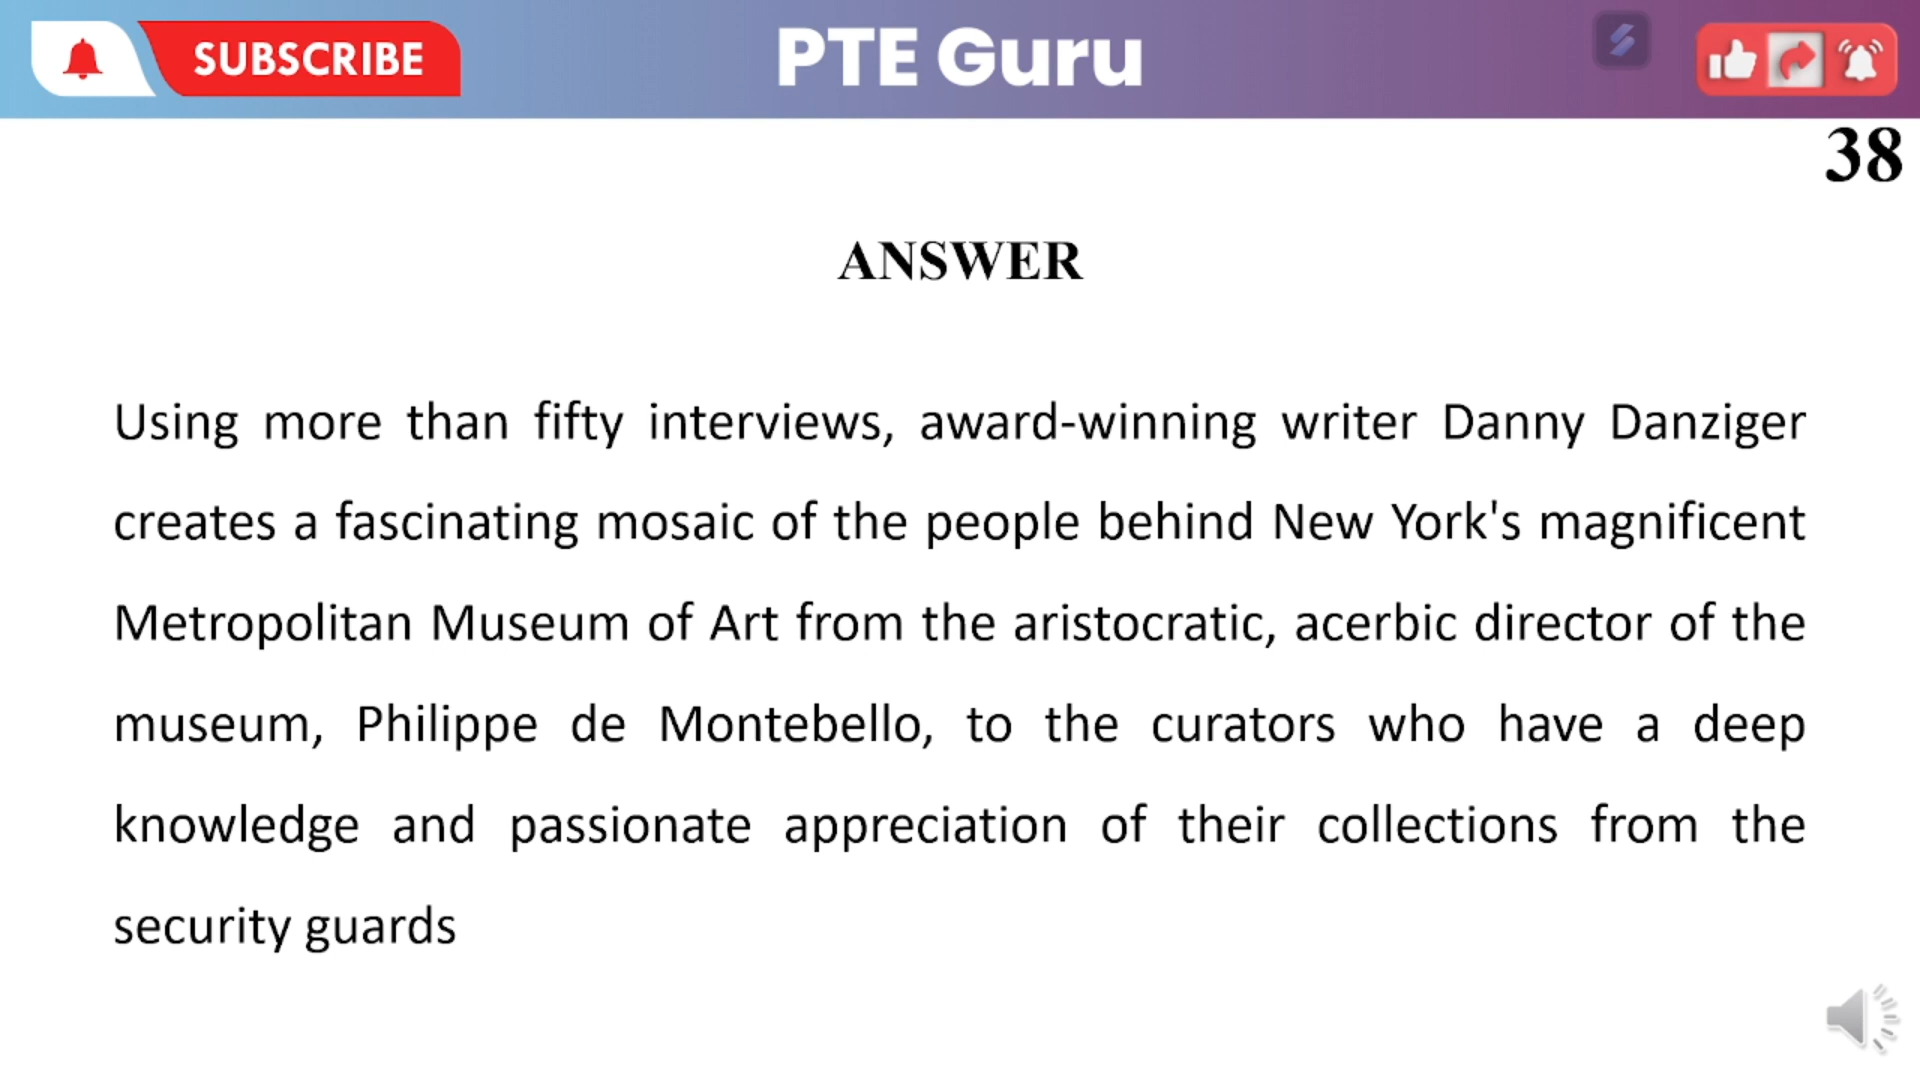 SUBSCRIBE
PTE Guru
38
ANSWER
Using more than fifty interviews, award-winning writer Danny Danziger
creates a fascinating mosaic of the people behind New York's magnificent
Metropolitan Museum of Art from the aristocratic, acerbic director of the
museum, Philippe de Montebello, to the curators who have a deep
knowledge and passionate appreciation of their collections from the
security guards